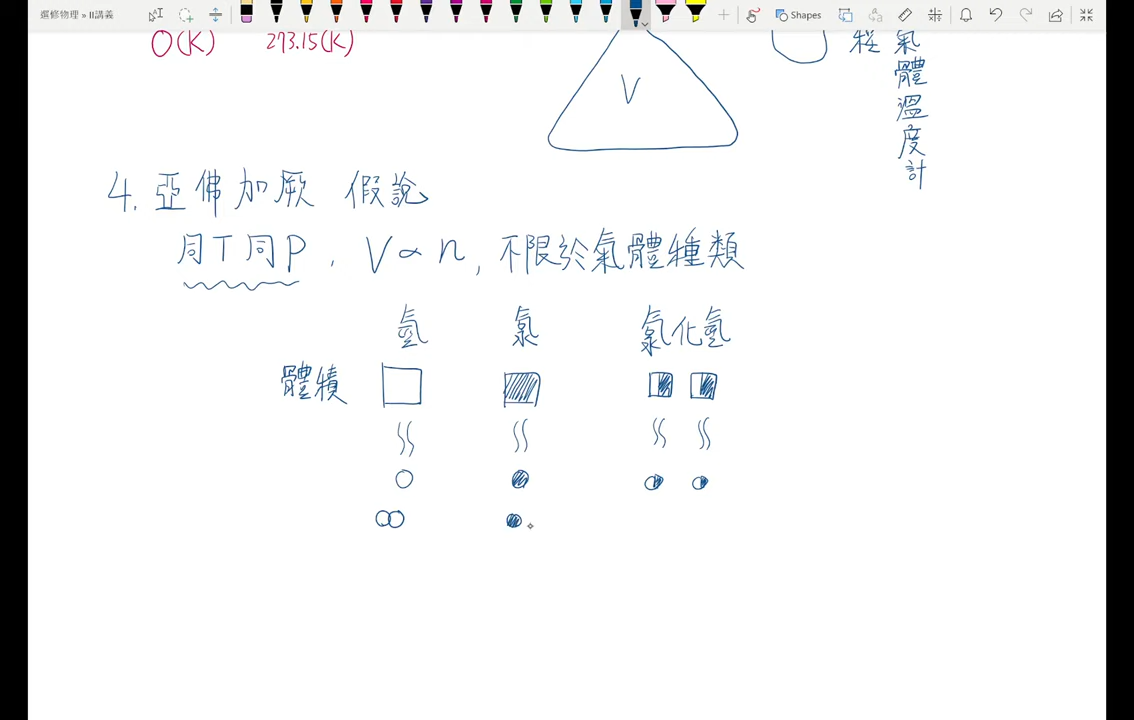 選修物理 » II講義
Shapes
O(K) 273.15(K)
V
程
氣體溫度計
4. 亞佛加厥 假說
同T同P, V∝n, 不限於氣體種類
氫 氯 氯化氫
體積